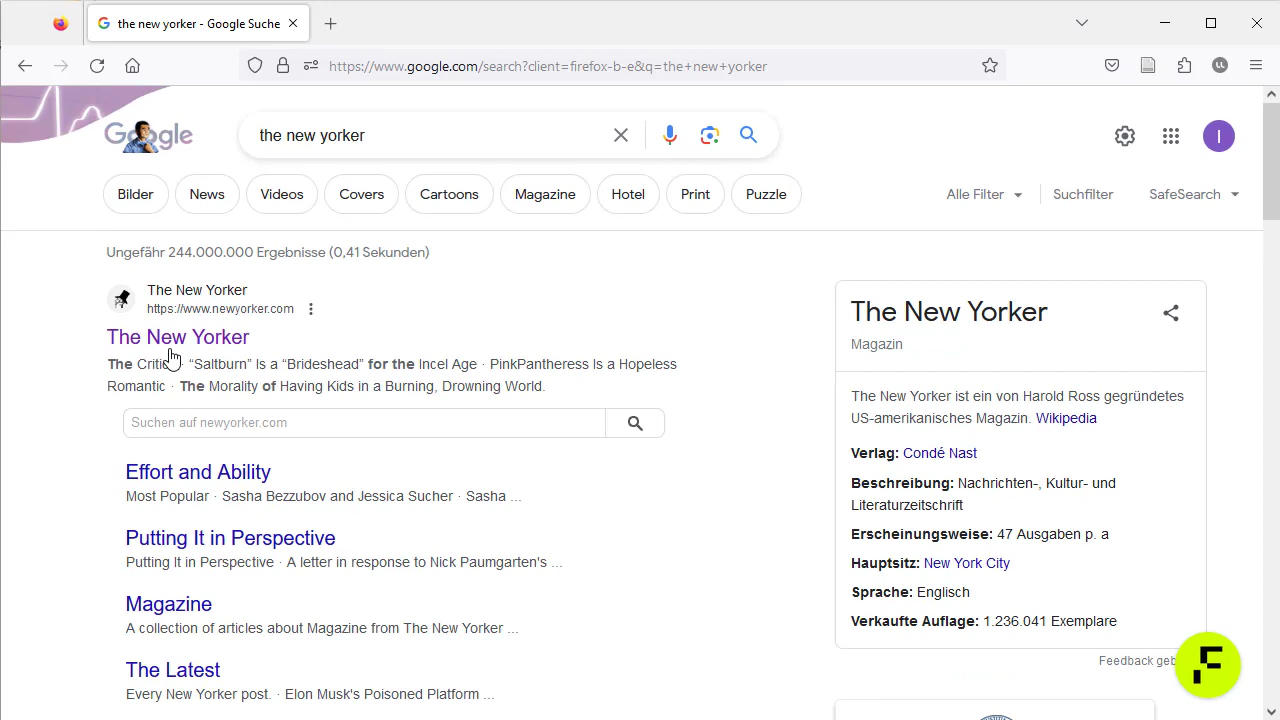 the new yorker - Google Suche
https://www.google.com/search?client=firefox-b-e&q=the+new+yorker
Google
the new yorker
I
Bilder
News
Videos
Covers
Cartoons
Magazine
Hotel
Print
Puzzle
Alle Filter
Suchfilter
SafeSearch
Ungefähr 244.000.000 Ergebnisse (0,41 Sekunden)
The New Yorker
https://www.newyorker.com
The New Yorker
The Critic · “Saltburn” Is a “Brideshead” for the Incel Age · PinkPantheress Is a Hopeless
Romantic · The Morality of Having Kids in a Burning, Drowning World.
Suchen auf newyorker.com
Effort and Ability
Most Popular · Sasha Bezzubov and Jessica Sucher · Sasha ...
Putting It in Perspective
Putting It in Perspective · A letter in response to Nick Paumgarten's ...
Magazine
A collection of articles about Magazine from The New Yorker ...
The Latest
Every New Yorker post. · Elon Musk's Poisoned Platform ...
The New Yorker
Magazin
The New Yorker ist ein von Harold Ross gegründetes
US-amerikanisches Magazin. Wikipedia
Verlag: Condé Nast
Beschreibung: Nachrichten-, Kultur- und
Literaturzeitschrift
Erscheinungsweise: 47 Ausgaben p. a
Hauptsitz: New York City
Sprache: Englisch
Verkaufte Auflage: 1.236.041 Exemplare
Feedback geb